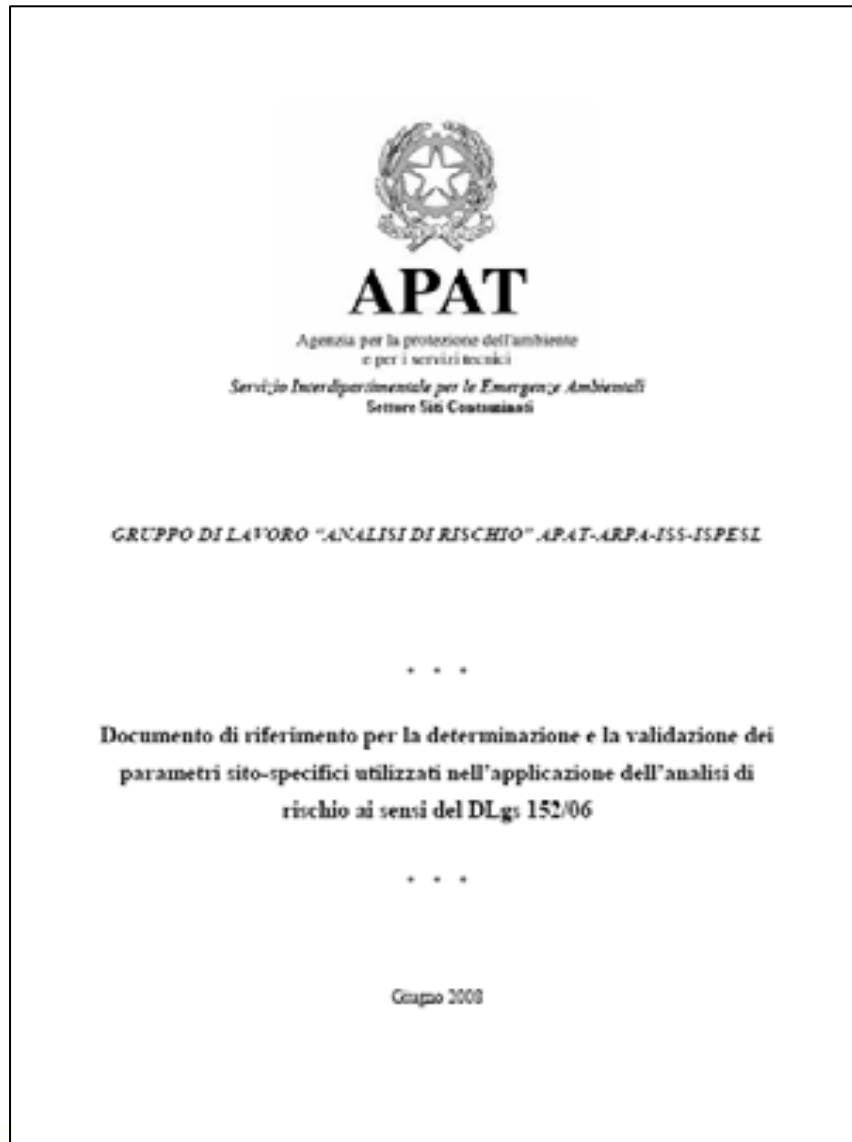 APAT
Agenzia per la protezione dell'ambiente
e per i servizi tecnici
Servizio Interdipartimentale per le Emergenze Ambientali
Settore Siti Contaminati
GRUPPO DI LAVORO “ANALISI DI RISCHIO” APAT-ARPA-ISS-ISPESL
* * *
Documento di riferimento per la determinazione e la validazione dei
parametri sito-specifici utilizzati nell’applicazione dell’analisi di
rischio ai sensi del DLgs 152/06
* * *
Giugno 2008